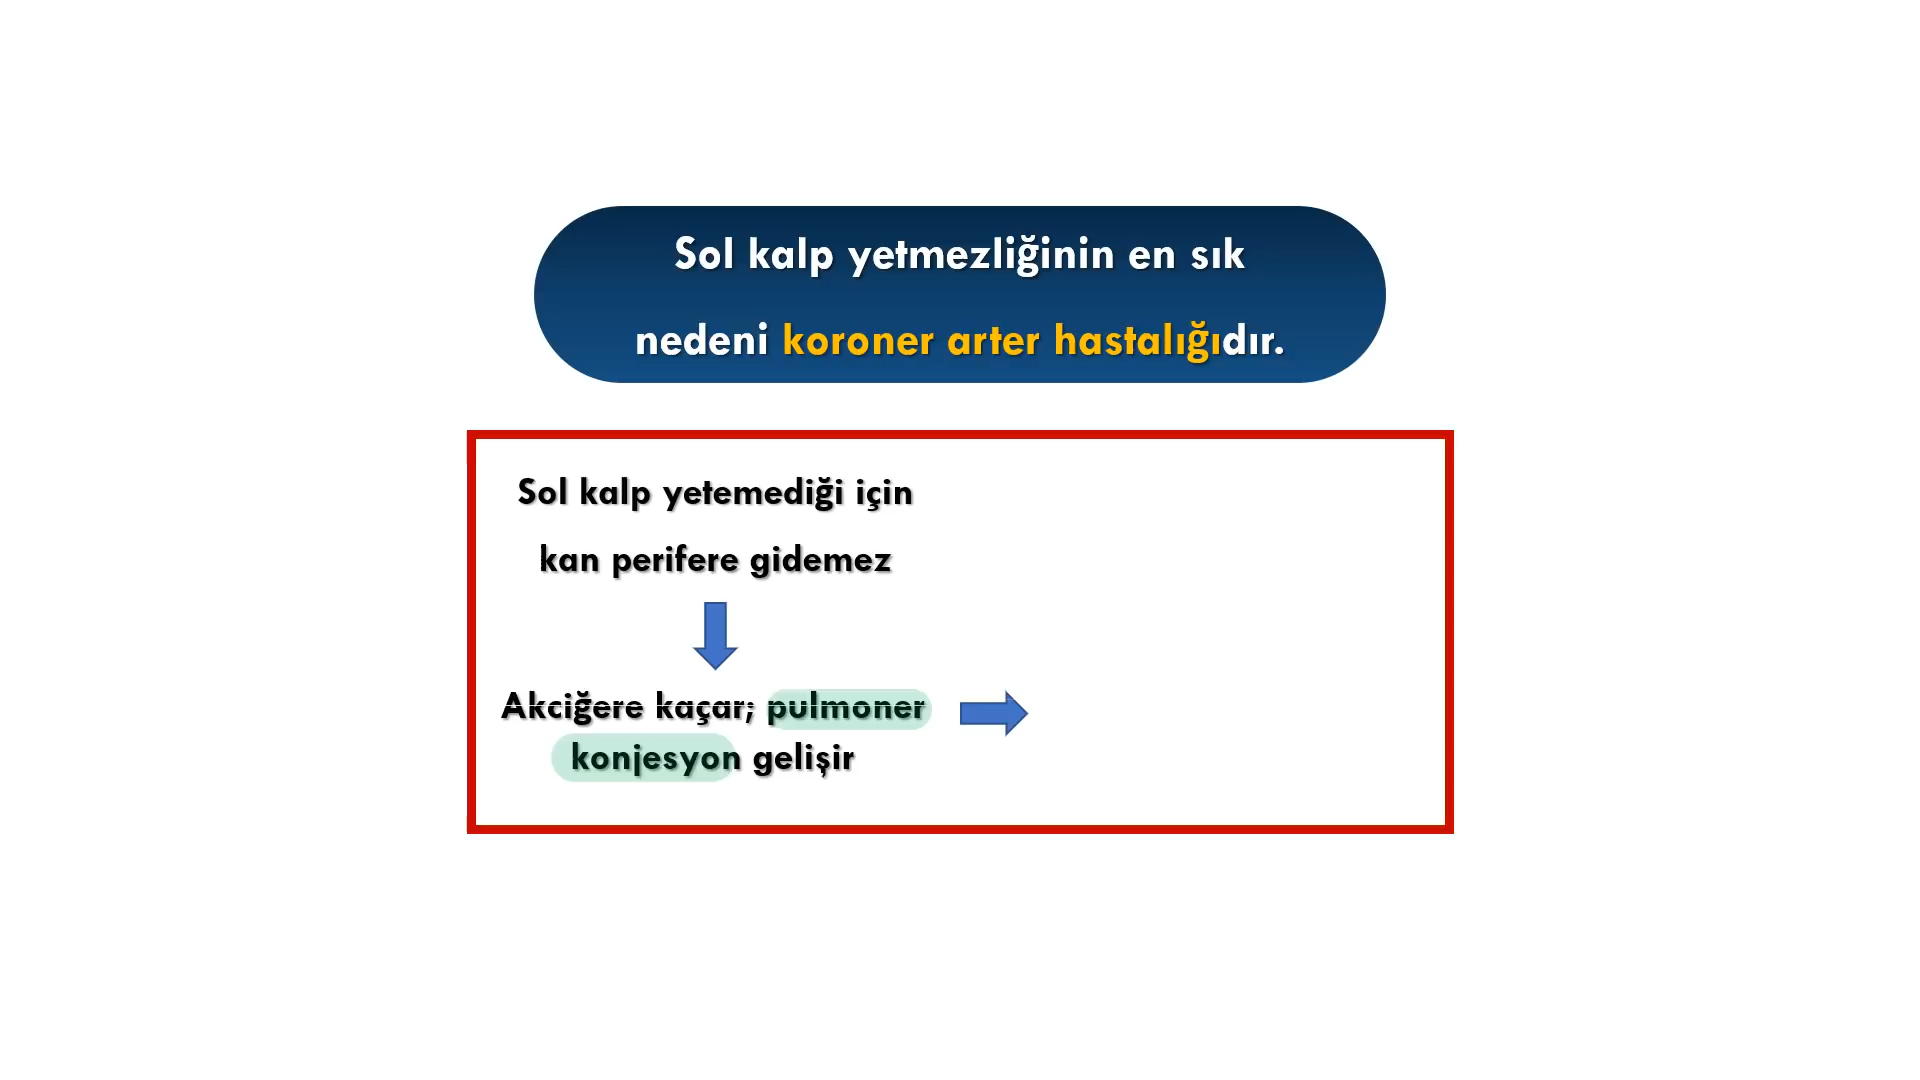 Sol kalp yetmezliğinin en sık
nedeni koroner arter hastalığıdır.
Sol kalp yetemediği için
kan perifere gidemez
Akciğere kaçar; pulmoner
konjesyon gelişir